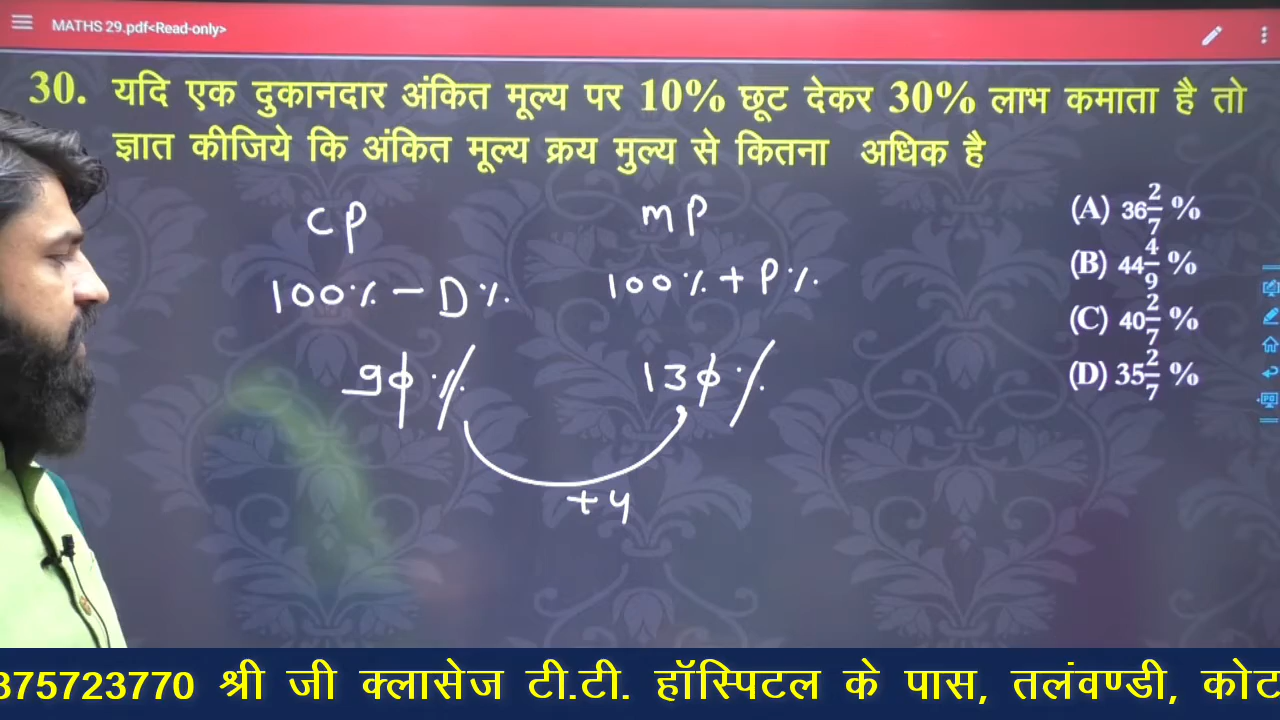 MATHS 29.pdf<Read-only>
30. यदि एक दुकानदार अंकित मूल्य पर 10% छूट देकर 30% लाभ कमाता है तो
ज्ञात कीजिये कि अंकित मूल्य क्रय मुल्य से कितना अधिक है
CP MP
100% - D% 100% + P%
90% 130%
+4
(A) 36 2/7 %
(B) 44 4/9 %
(C) 40 2/7 %
(D) 35 2/7 %
875723770 श्री जी क्लासेज टी.टी. हॉस्पिटल के पास, तलंवण्डी, कोट